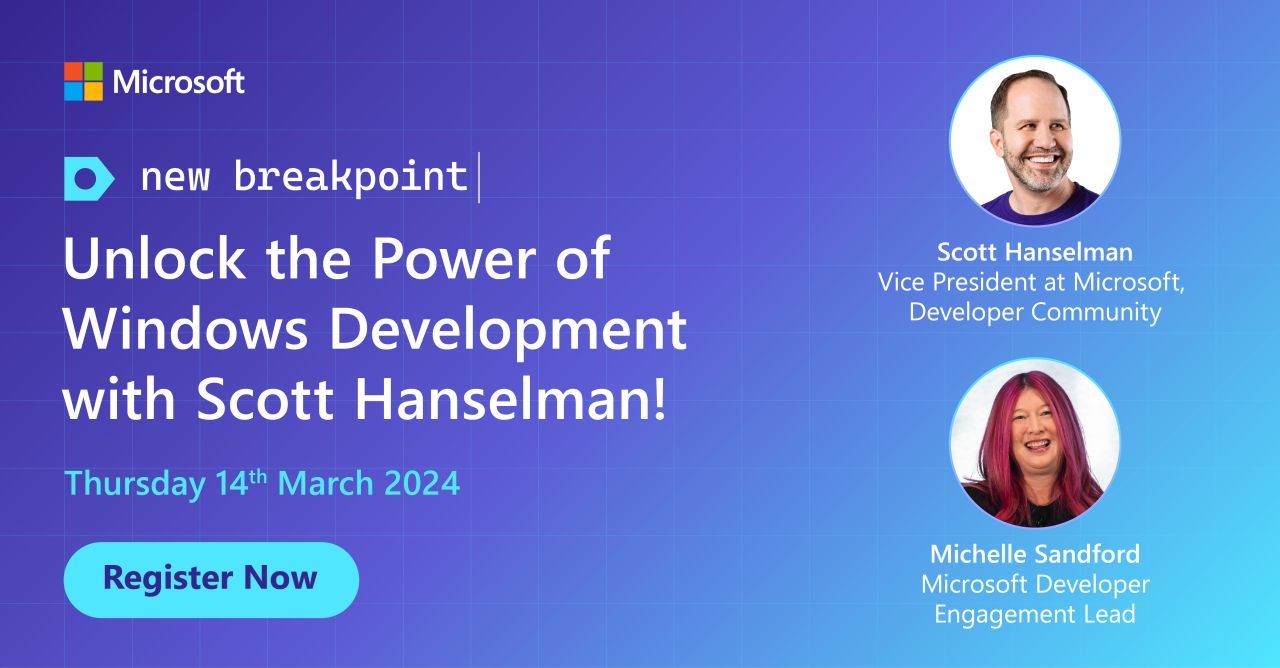 Microsoft
new breakpoint
Unlock the Power of
Windows Development
with Scott Hanselman!
Thursday 14th March 2024
Register Now
Scott Hanselman
Vice President at Microsoft,
Developer Community
Michelle Sandford
Microsoft Developer
Engagement Lead